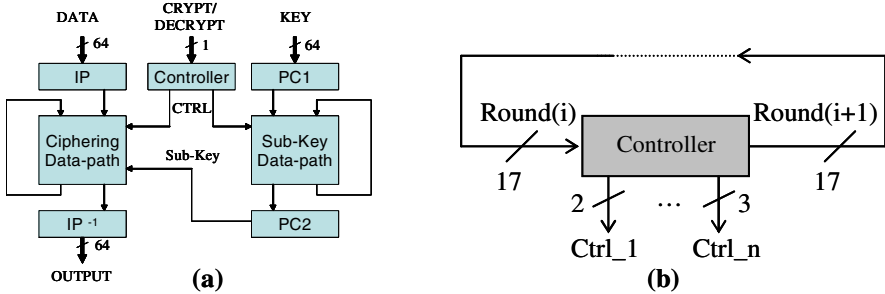 DATA
CRYPT/
DECRYPT
KEY
64
1
64
IP
Controller
PC1
CTRL
Ciphering
Data-path
Sub-Key
Sub-Key
Data-path
IP -1
PC2
64
OUTPUT
(a)
Round(i)
Round(i+1)
Controller
17
17
2
...
3
Ctrl_1
Ctrl_n
(b)